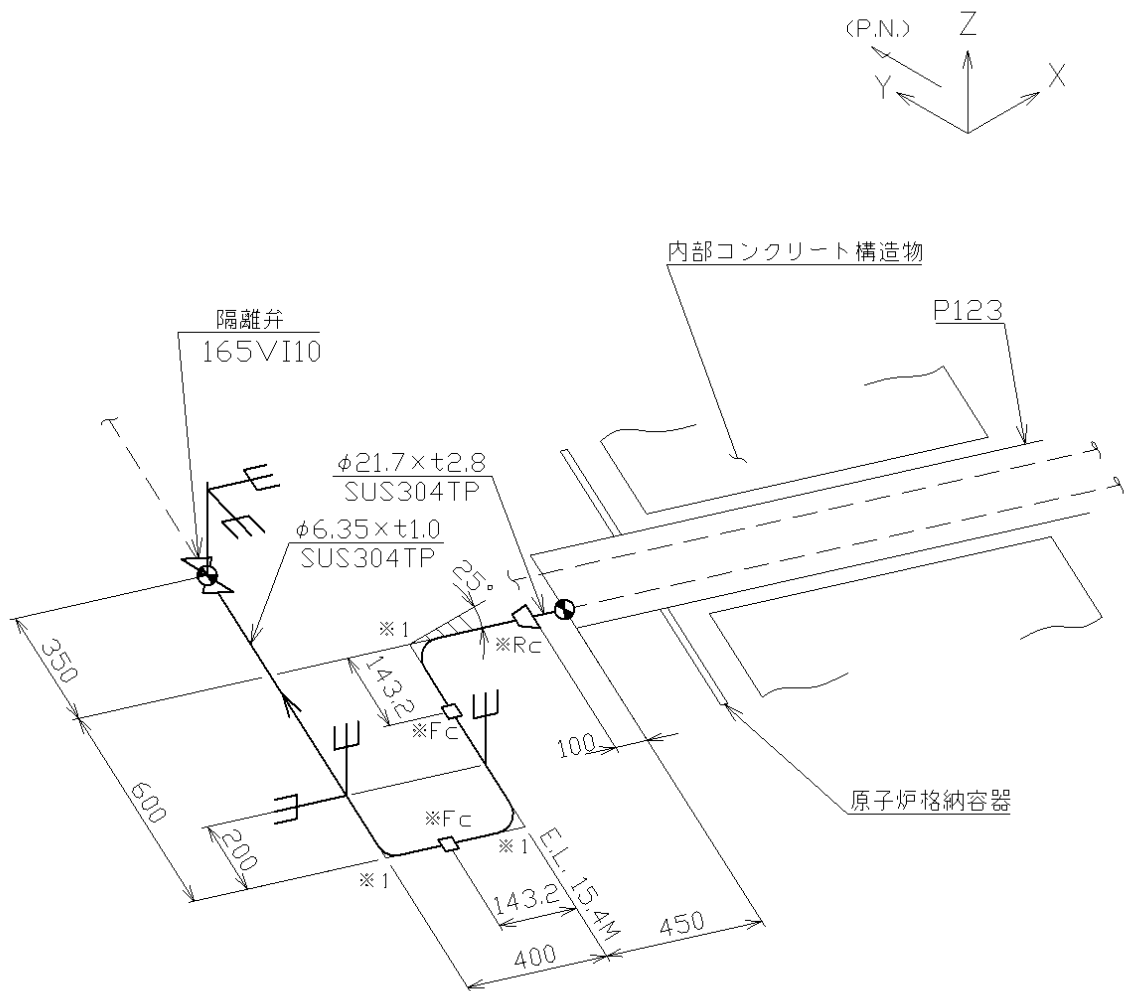 (P.N.)
Z
Y
X
内部コンクリート構造物
P123
隔離弁
165VI10
φ21.7×t2.8
SUS304TP
φ6.35×t1.0
SUS304TP
25°
※1
※Rc
350
143.2
※Fc
100
600
原子炉格納容器
※Fc
200
※1
※1
E.L. 15.4M
143.2
450
400